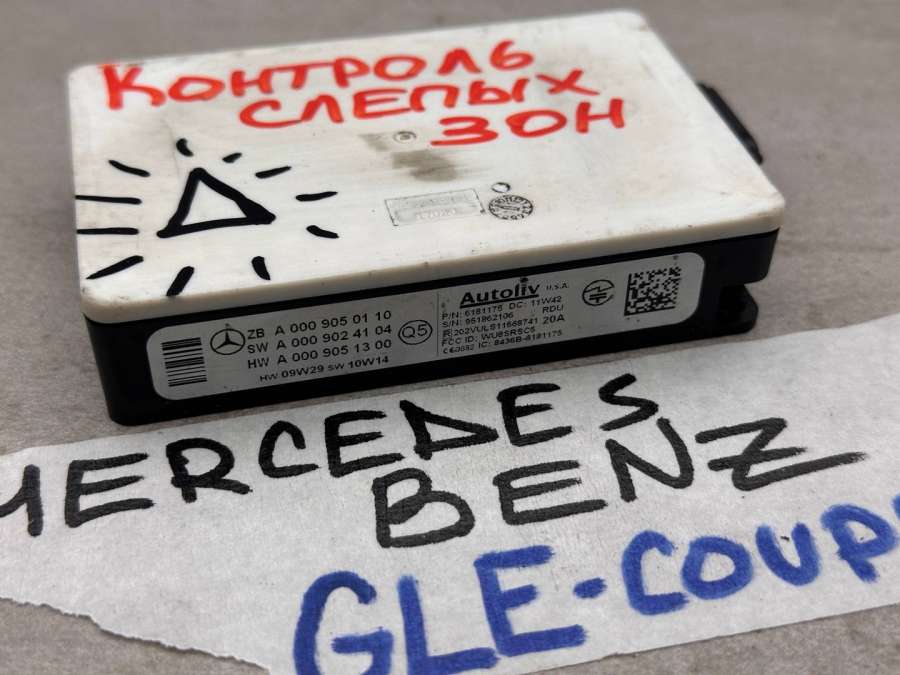 КОНТРОЛЬ
СЛЕПЫХ
ЗОН
ZB A 000 905 01 10
SW A 000 902 41 04
HW A 000 905 13 00
HW 09W29 SW 10W14
Q5
Autoliv U.S.A.
P/N: 6181175 DC: 11W42
S/N: 951862106 RDU
R 202VULS11568741 20A
FCC ID: WU8SRSC5
IC: 8436B-6181175
MERCEDES
BENZ
GLE-COUP